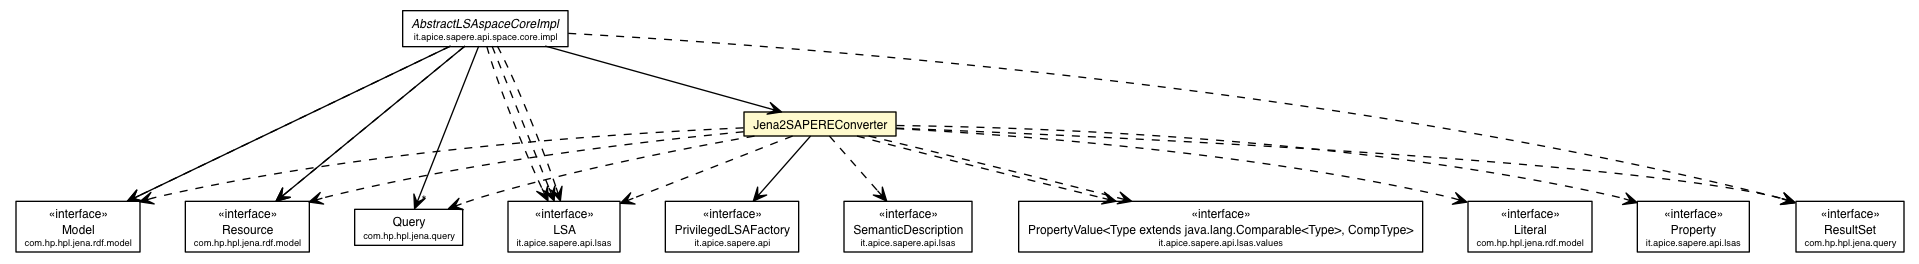 AbstractLSAspaceCoreImpl
it.apice.sapere.api.space.core.impl
Jena2SAPEREConverter
«interface»
Model
com.hp.hpl.jena.rdf.model
«interface»
Resource
com.hp.hpl.jena.rdf.model
Query
com.hp.hpl.jena.query
«interface»
LSA
it.apice.sapere.api.lsas
«interface»
PrivilegedLSAFactory
it.apice.sapere.api
«interface»
SemanticDescription
it.apice.sapere.api.lsas
«interface»
PropertyValue<Type extends java.lang.Comparable<Type>, CompType>
it.apice.sapere.api.lsas.values
«interface»
Literal
com.hp.hpl.jena.rdf.model
«interface»
Property
it.apice.sapere.api.lsas
«interface»
ResultSet
com.hp.hpl.jena.query